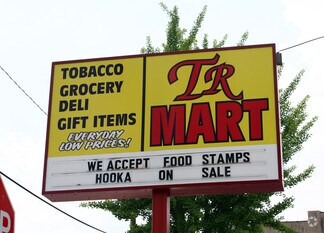 TOBACCO
GROCERY
DELI
GIFT ITEMS
EVERYDAY
LOW PRICES!
TR
MART
WE ACCEPT FOOD STAMPS
HOOKA ON SALE